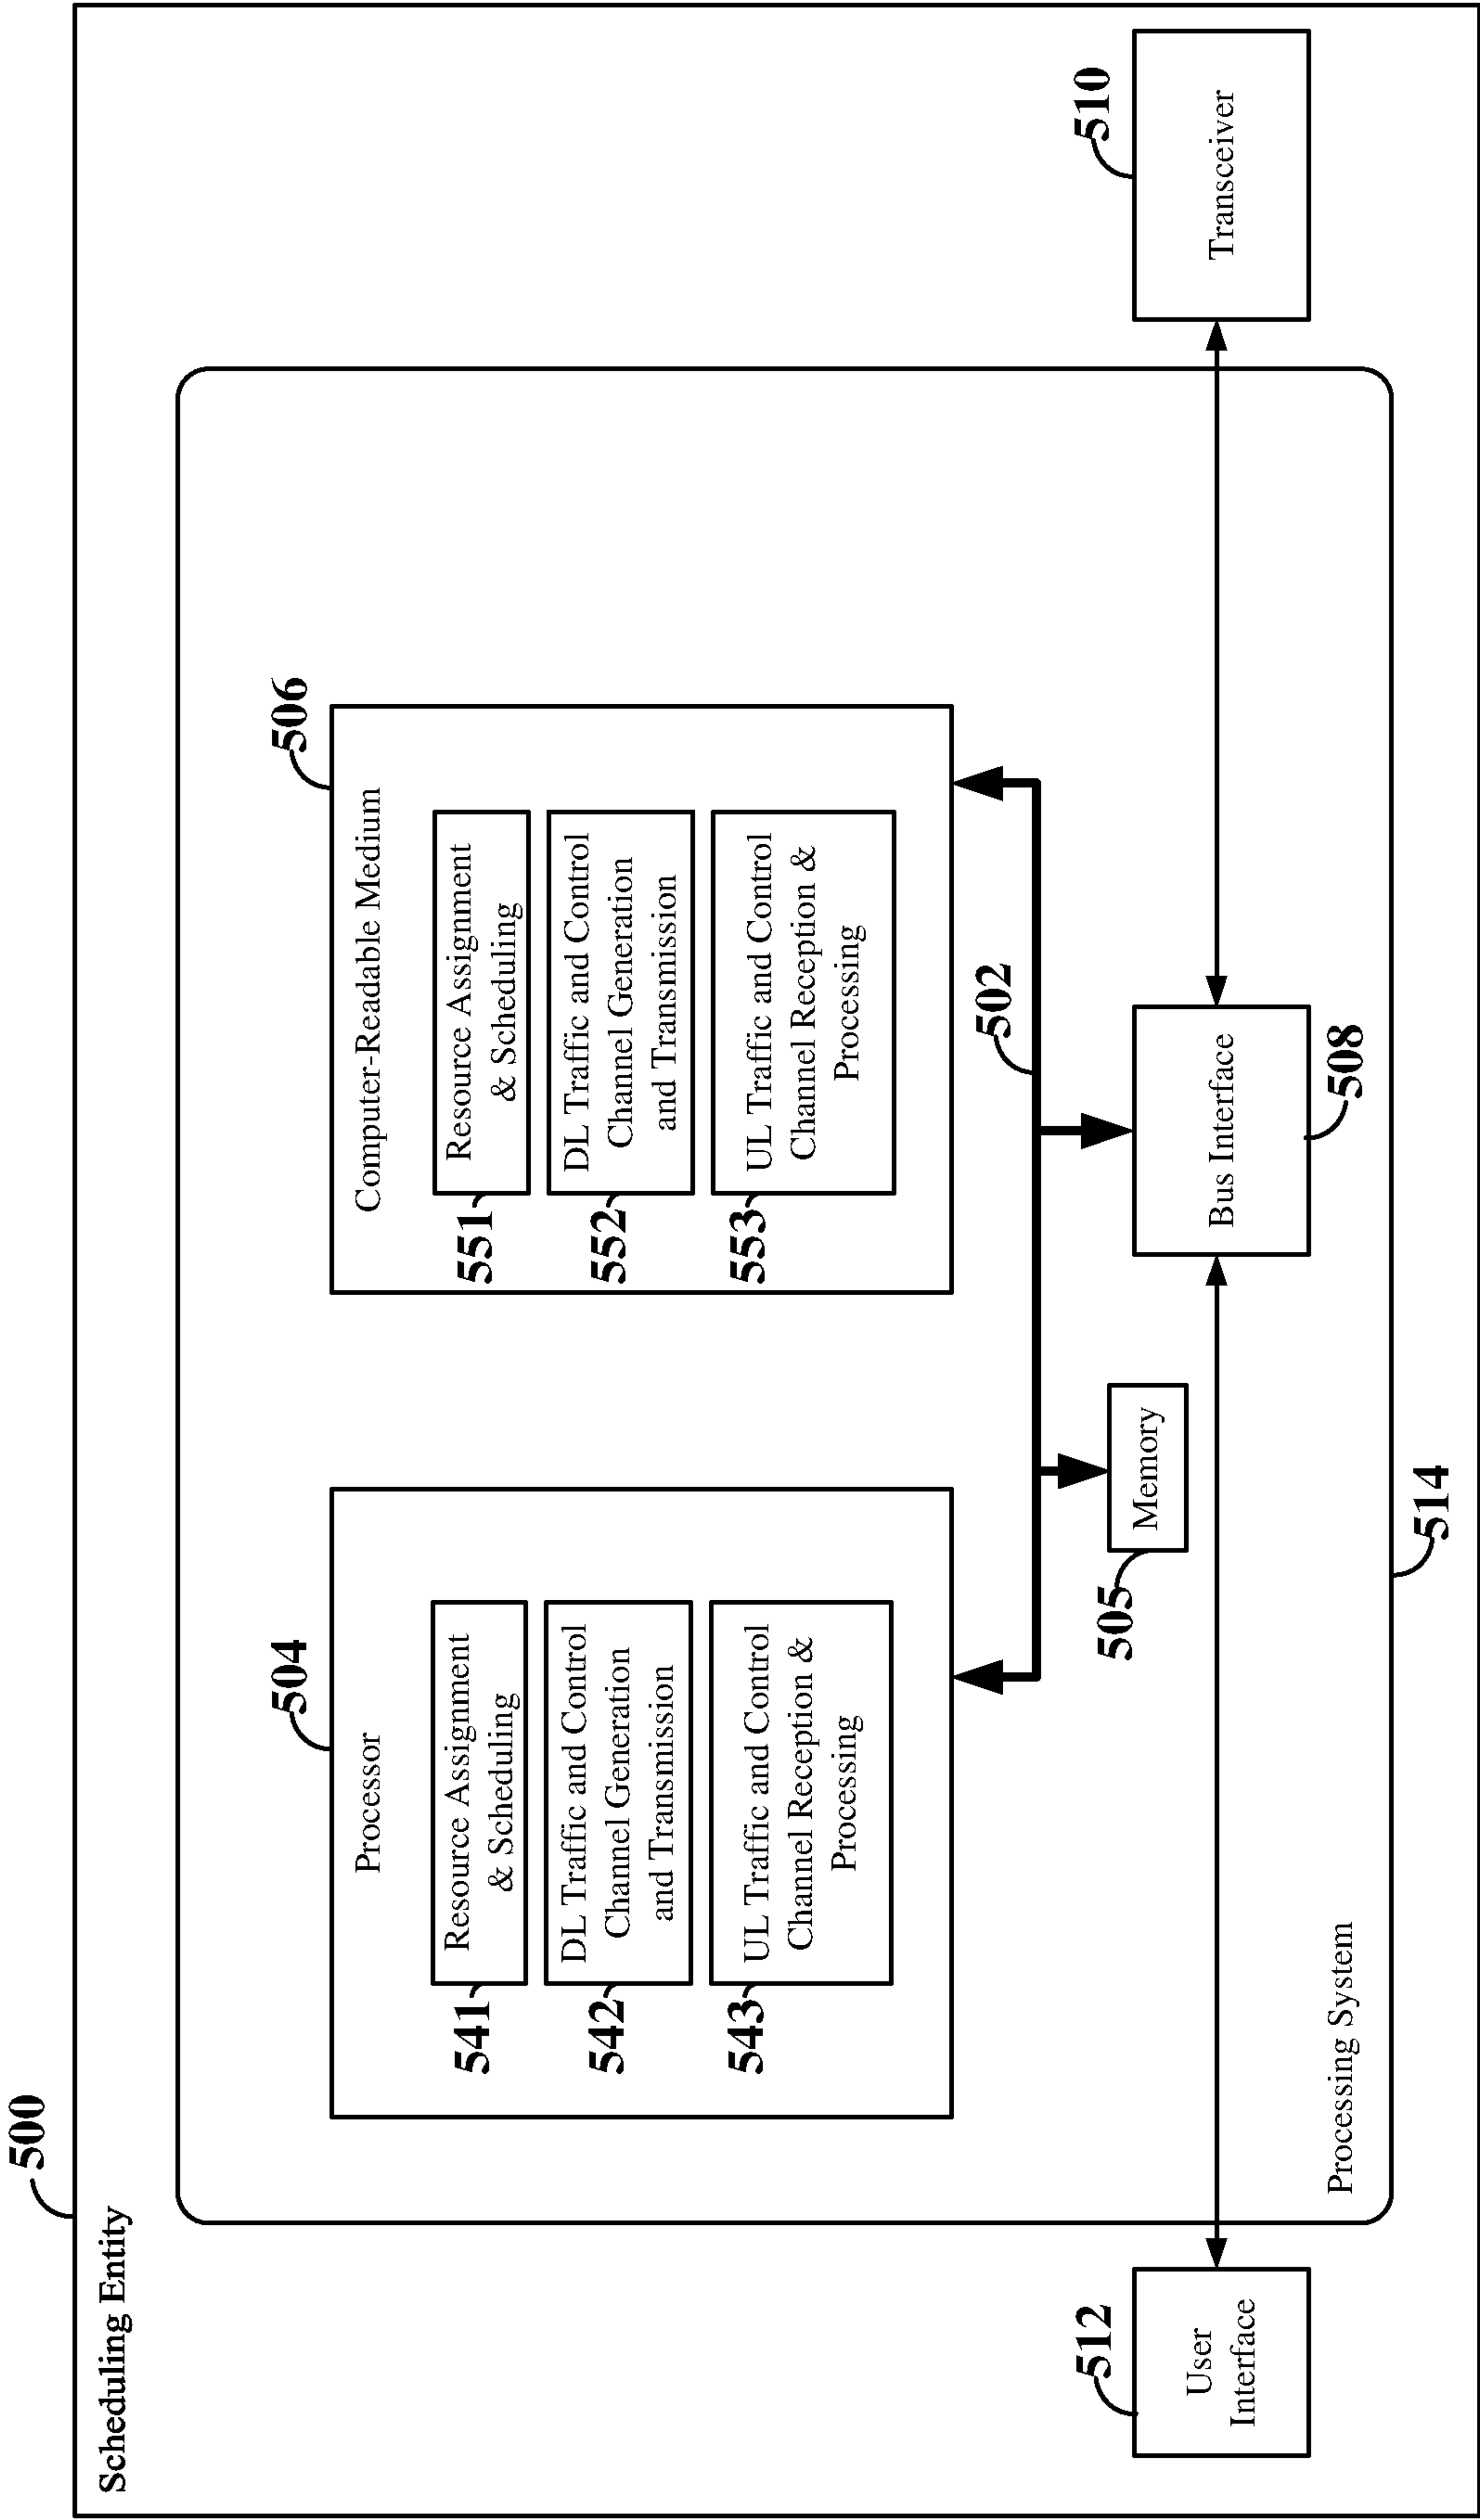 500
Scheduling Entity
504
Processor
541
Resource Assignment
& Scheduling
542
DL Traffic and Control
Channel Generation
and Transmission
543
UL Traffic and Control
Channel Reception &
Processing
506
Computer-Readable Medium
551
Resource Assignment
& Scheduling
552
DL Traffic and Control
Channel Generation
and Transmission
553
UL Traffic and Control
Channel Reception &
Processing
502
505
Memory
512
User
Interface
Bus Interface
508
510
Transceiver
Processing System
514